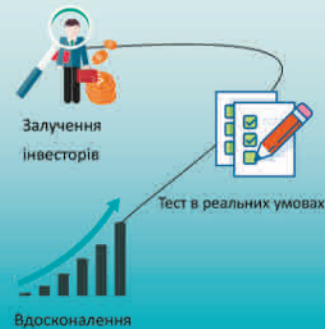 Залучення
інвесторів
Тест в реальних умовах
Вдосконалення